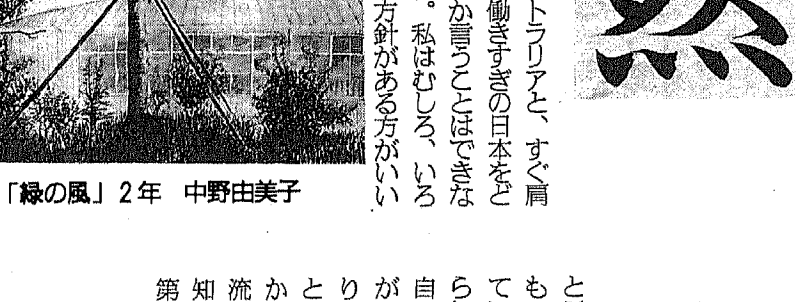 トラリアと、すぐ肩
働きすぎの日本をど
か言うことはできな
。私はむしろ、いろ
方針がある方がいい
「緑の風」2年　中野由美子
と
も
て
ら
自
が
り
と
か
流
知
第